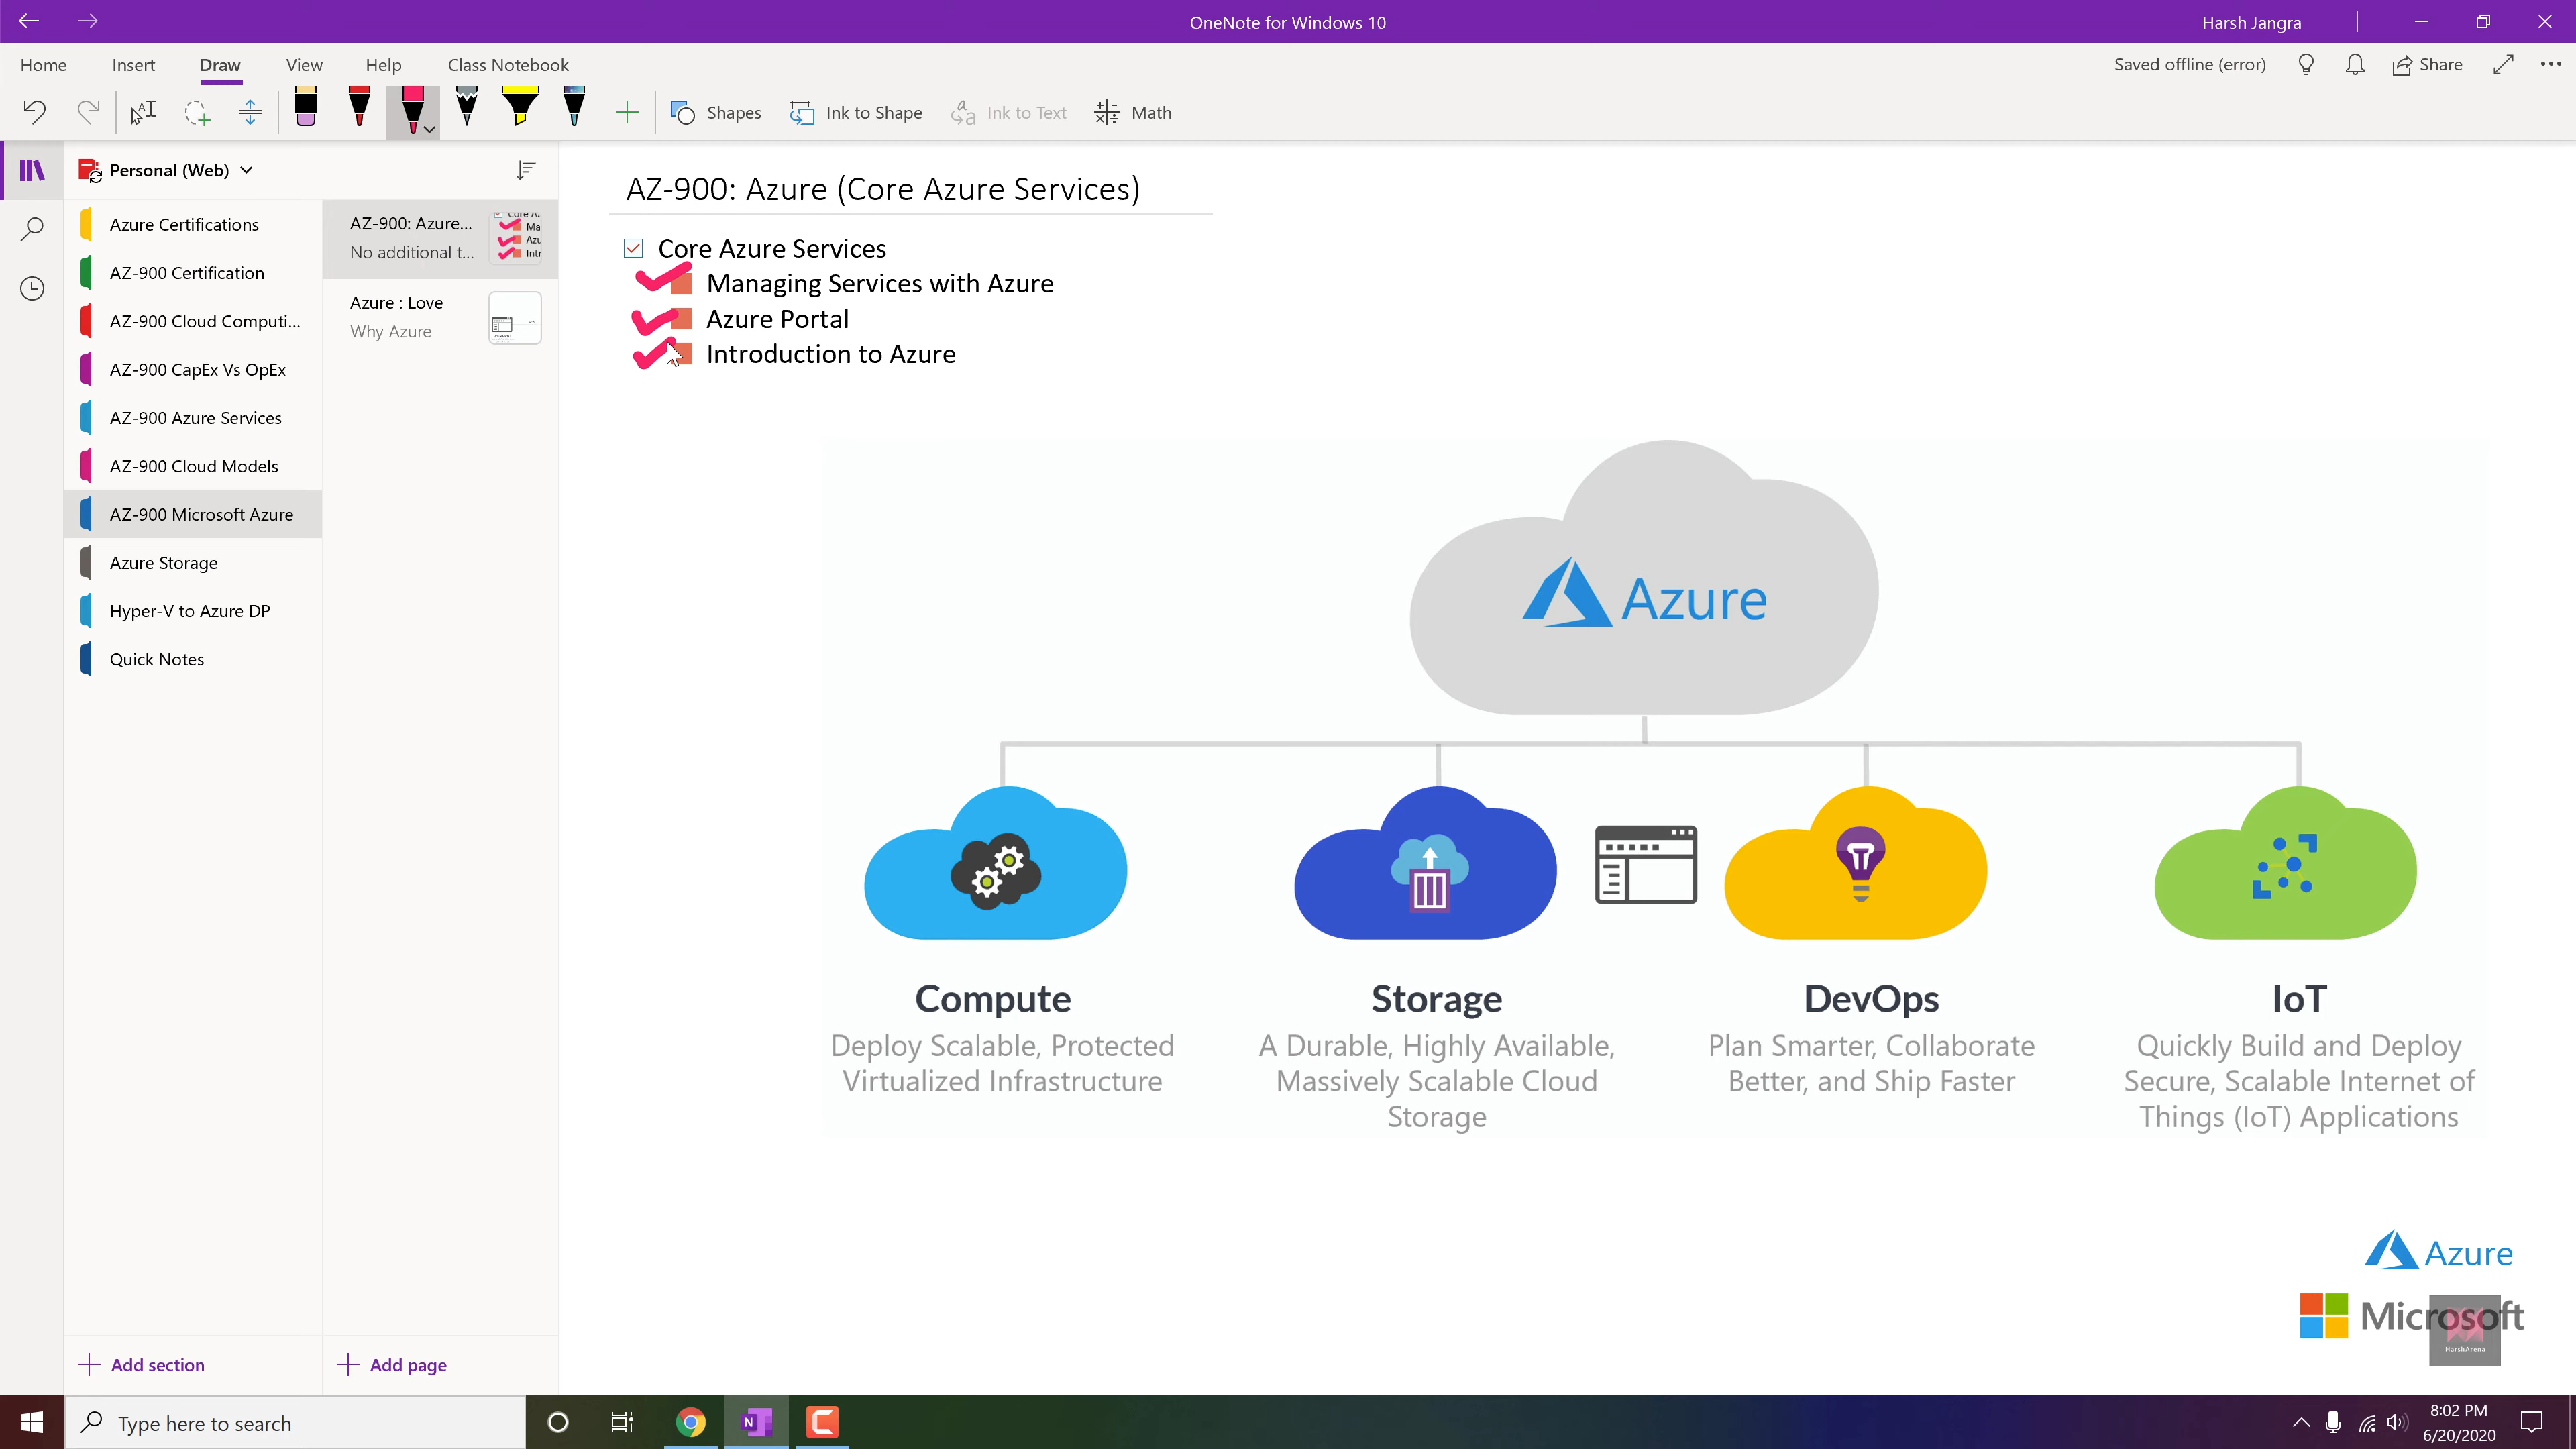 OneNote for Windows 10
Harsh Jangra
Home Insert Draw View Help Class Notebook
Saved offline (error)
Share
Shapes Ink to Shape Ink to Text Math
Personal (Web)
Azure Certifications
AZ-900 Certification
AZ-900 Cloud Computi...
AZ-900 CapEx Vs OpEx
AZ-900 Azure Services
AZ-900 Cloud Models
AZ-900 Microsoft Azure
Azure Storage
Hyper-V to Azure DP
Quick Notes
Add section
AZ-900: Azure...
No additional t...
Azure : Love
Why Azure
Add page
AZ-900: Azure (Core Azure Services)
Core Azure Services
Managing Services with Azure
Azure Portal
Introduction to Azure
Azure
Compute
Deploy Scalable, Protected
Virtualized Infrastructure
Storage
A Durable, Highly Available,
Massively Scalable Cloud
Storage
DevOps
Plan Smarter, Collaborate
Better, and Ship Faster
IoT
Quickly Build and Deploy
Secure, Scalable Internet of
Things (IoT) Applications
Azure
Microsoft
HarshArena
Type here to search
8:02 PM
6/20/2020